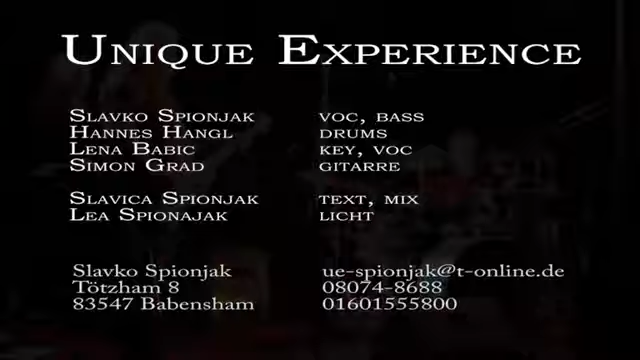 Unique Experience
Slavko Spionjak voc, bass
Hannes Hangl drums
Lena Babic key, voc
Simon Grad gitarre
Slavica Spionjak text, mix
Lea Spionajak licht
Slavko Spionjak ue-spionjak@t-online.de
Tötzham 8 08074-8688
83547 Babensham 01601555800